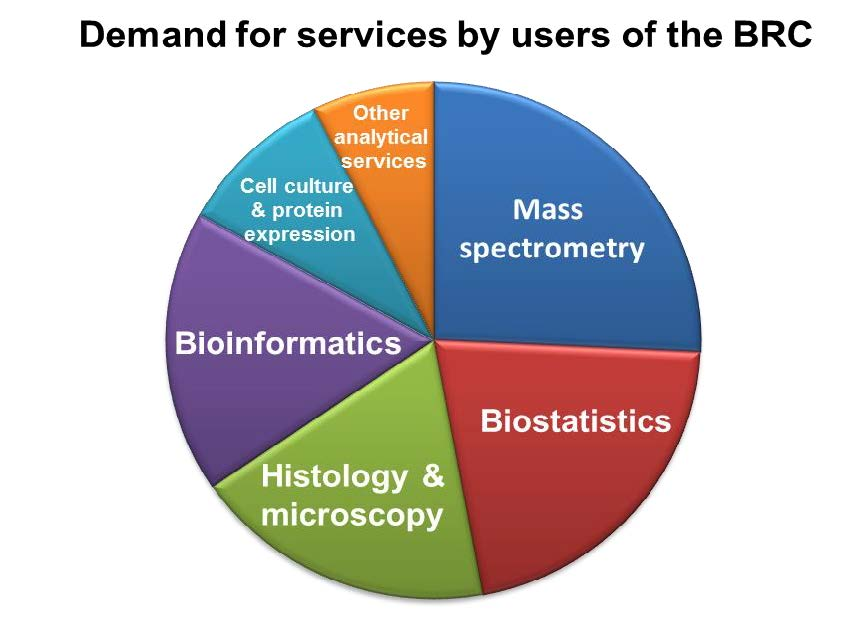 Demand for services by users of the BRC
Other
analytical
services
Cell culture
& protein
expression
Mass
spectrometry
Bioinformatics
Biostatistics
Histology &
microscopy